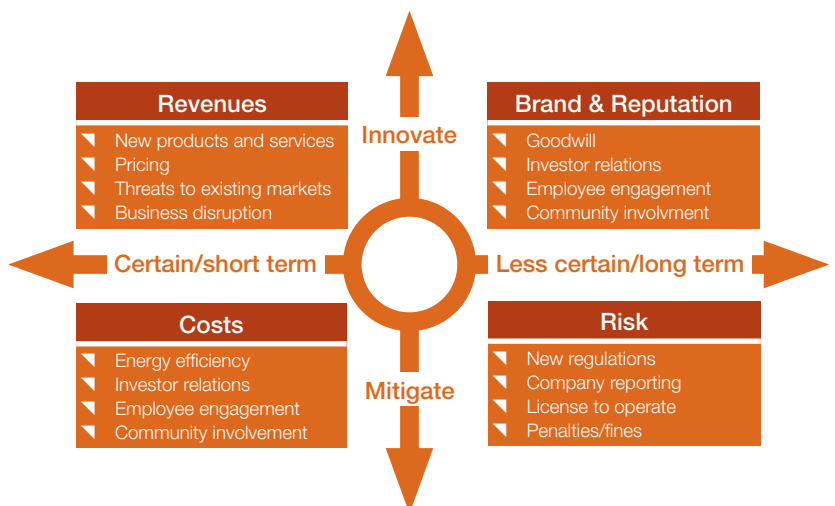 Revenues
New products and services
Pricing
Threats to existing markets
Business disruption
Innovate
Brand & Reputation
Goodwill
Investor relations
Employee engagement
Community involvment
Certain/short term
Less certain/long term
Costs
Energy efficiency
Investor relations
Employee engagement
Community involvement
Mitigate
Risk
New regulations
Company reporting
License to operate
Penalties/fines